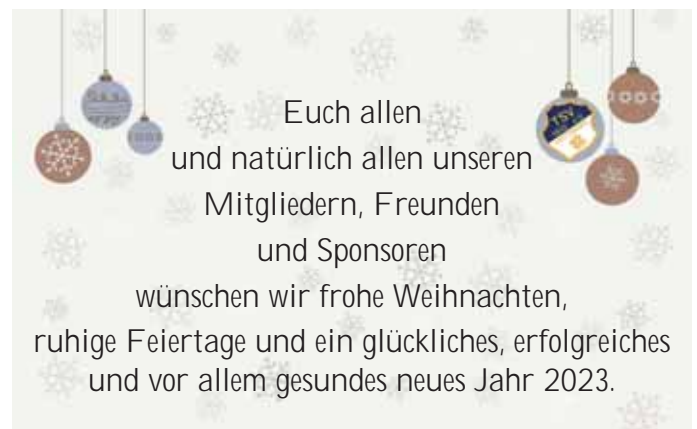 TSV
Euch allen
und natürlich allen unseren
Mitgliedern, Freunden
und Sponsoren
wünschen wir frohe Weihnachten,
ruhige Feiertage und ein glückliches, erfolgreiches
und vor allem gesundes neues Jahr 2023.